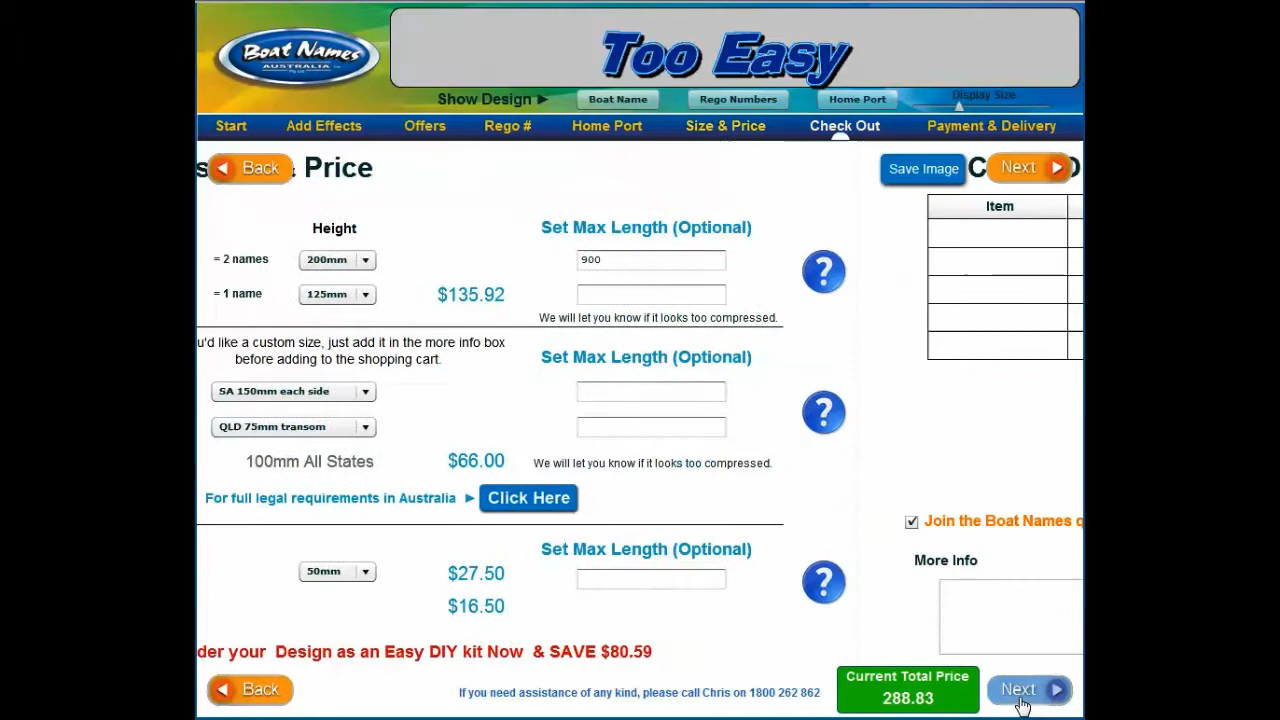 Boat Names
AUSTRALIA
Too Easy
Show Design ► Boat Name Rego Numbers Home Port Display Size
Start Add Effects Offers Rego # Home Port Size & Price Check Out Payment & Delivery
Back Price Save Image Next
Item
Height Set Max Length (Optional)
= 2 names 200mm 900
= 1 name 125mm $135.92
We will let you know if it looks too compressed.
u'd like a custom size, just add it in the more info box
before adding to the shopping cart.
Set Max Length (Optional)
SA 150mm each side
QLD 75mm transom
100mm All States $66.00 We will let you know if it looks too compressed.
For full legal requirements in Australia ► Click Here
Join the Boat Names
Set Max Length (Optional)
More Info
50mm $27.50
$16.50
der your Design as an Easy DIY kit Now & SAVE $80.59
Back If you need assistance of any kind, please call Chris on 1800 262 862
Current Total Price
288.83
Next